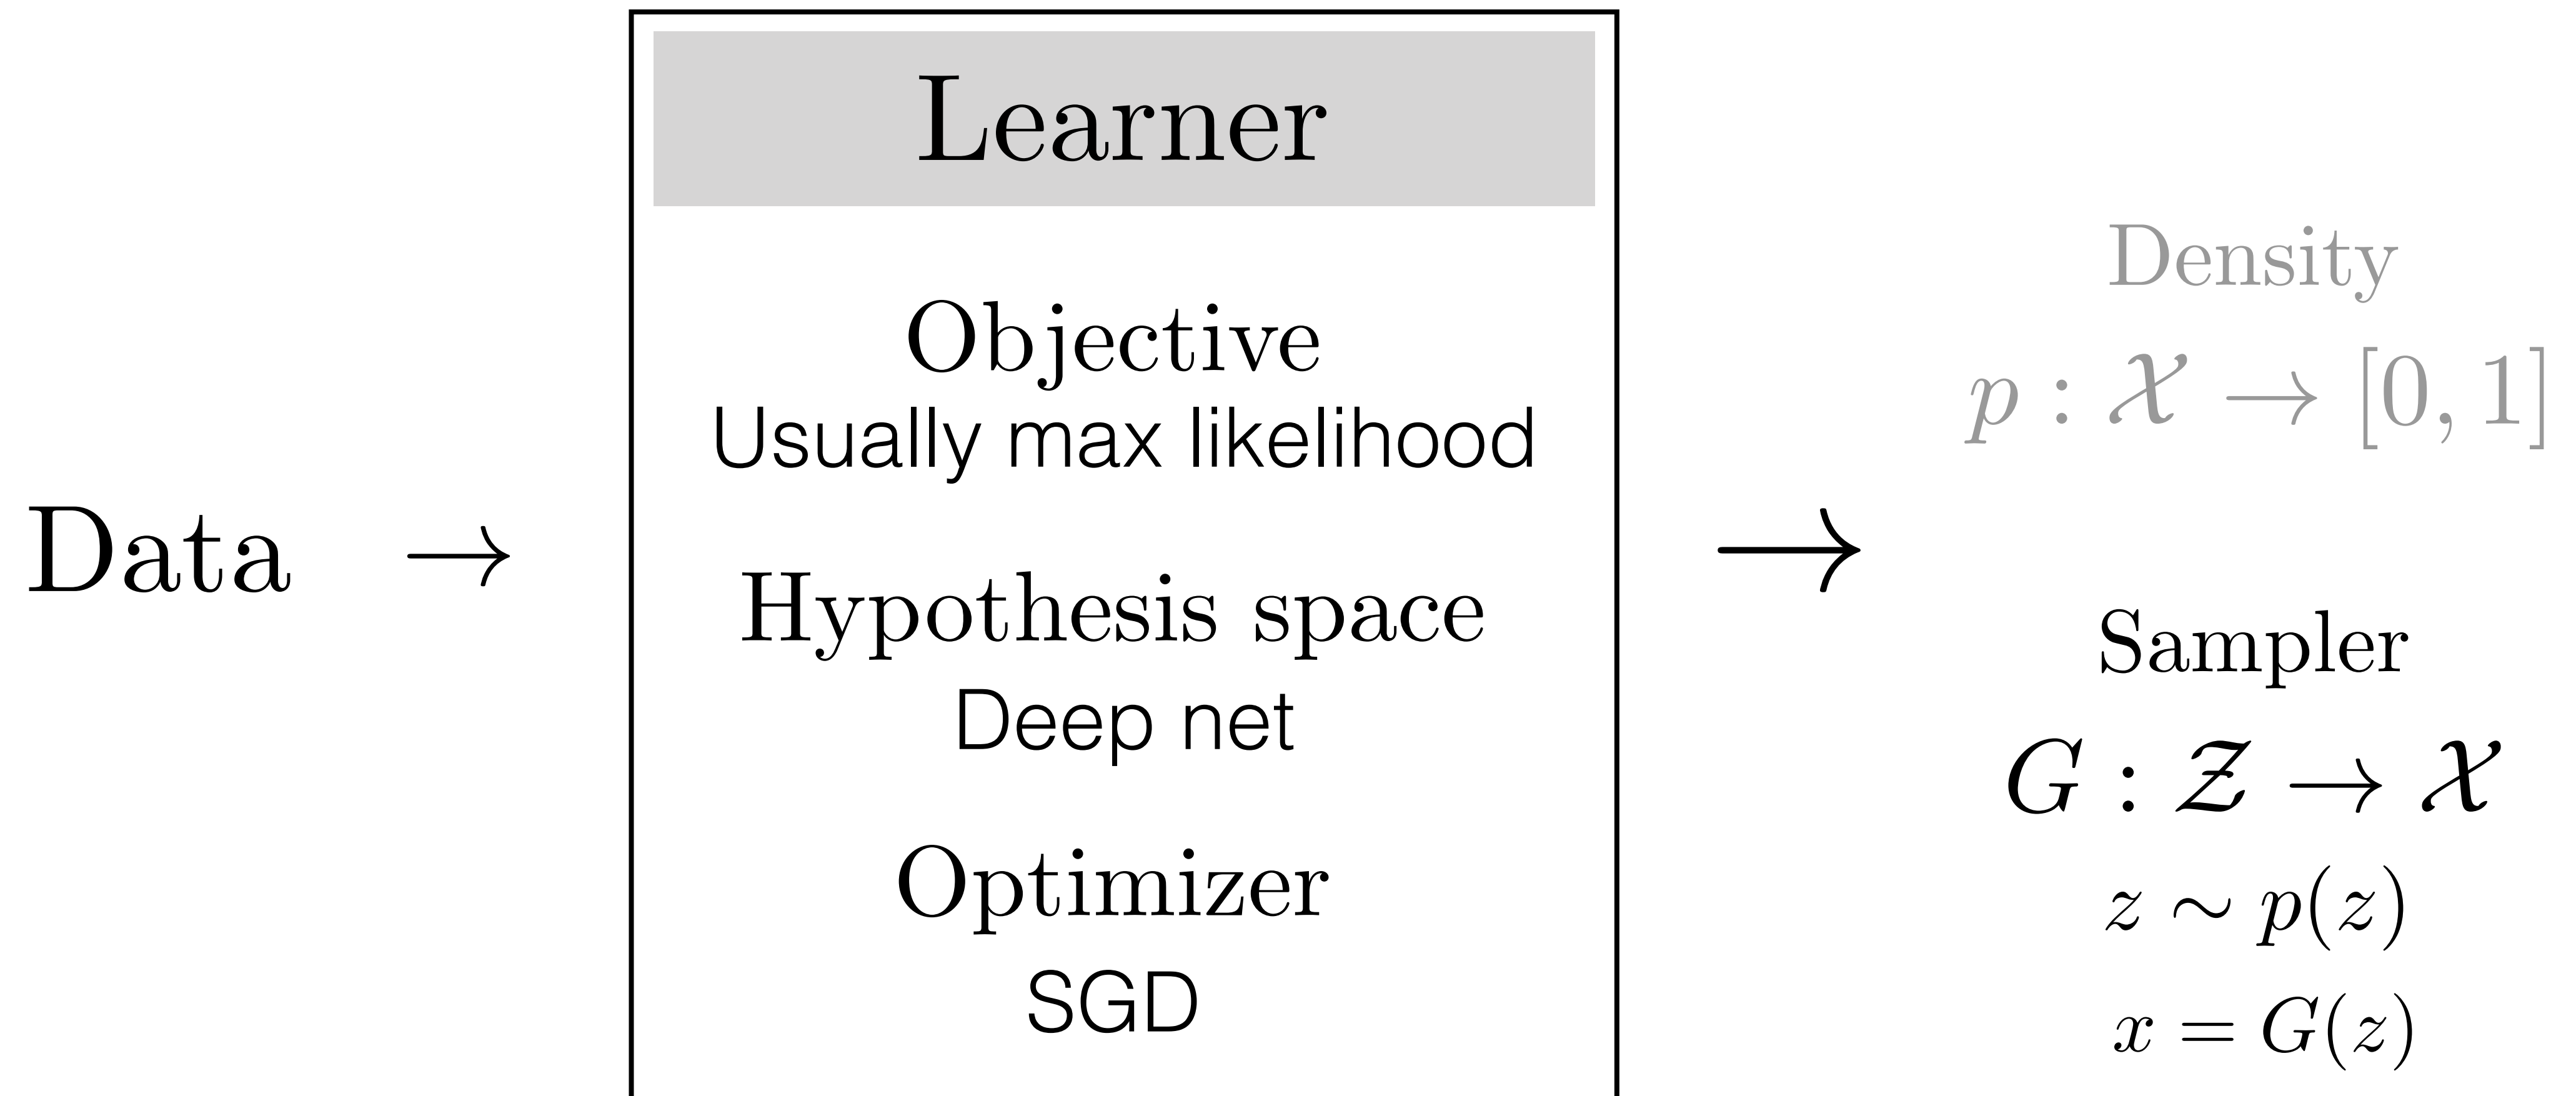 Data →
Learner
Objective
Usually max likelihood
Hypothesis space
Deep net
Optimizer
SGD
→
Density
p : 𝒳 → [0, 1]
Sampler
G : 𝒵 → 𝒳
z ∼ p(z)
x = G(z)